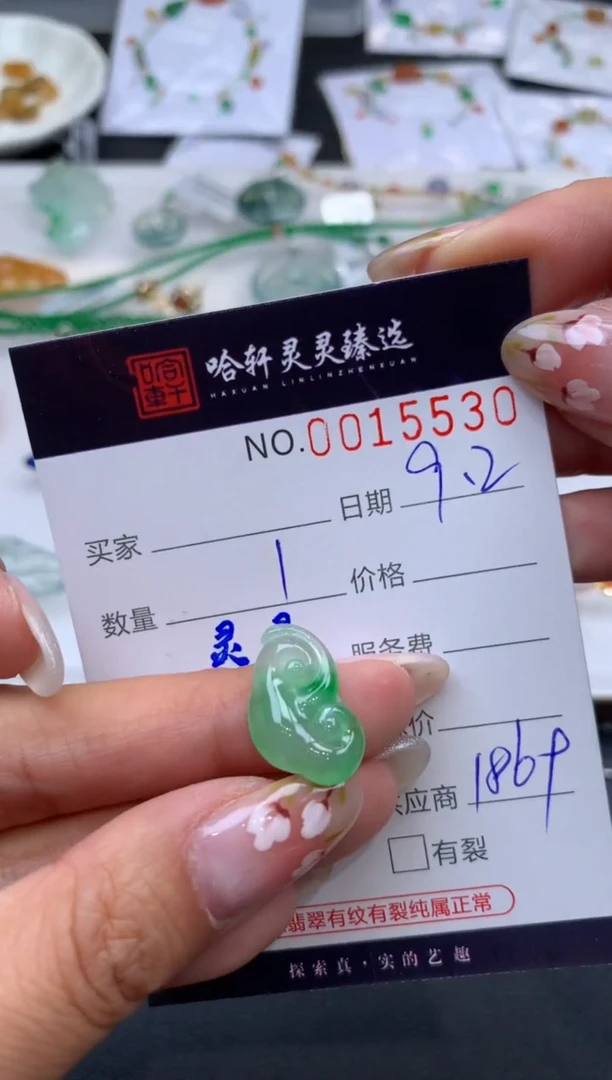 哈轩
哈轩灵灵臻选
HAXUAN LINLINZHENXUAN
NO.0015530
买家 日期 9.2
数量 1 价格
灵 服务费
价
应商
有裂
翡翠有纹有裂纯属正常
探索真·实的艺趣